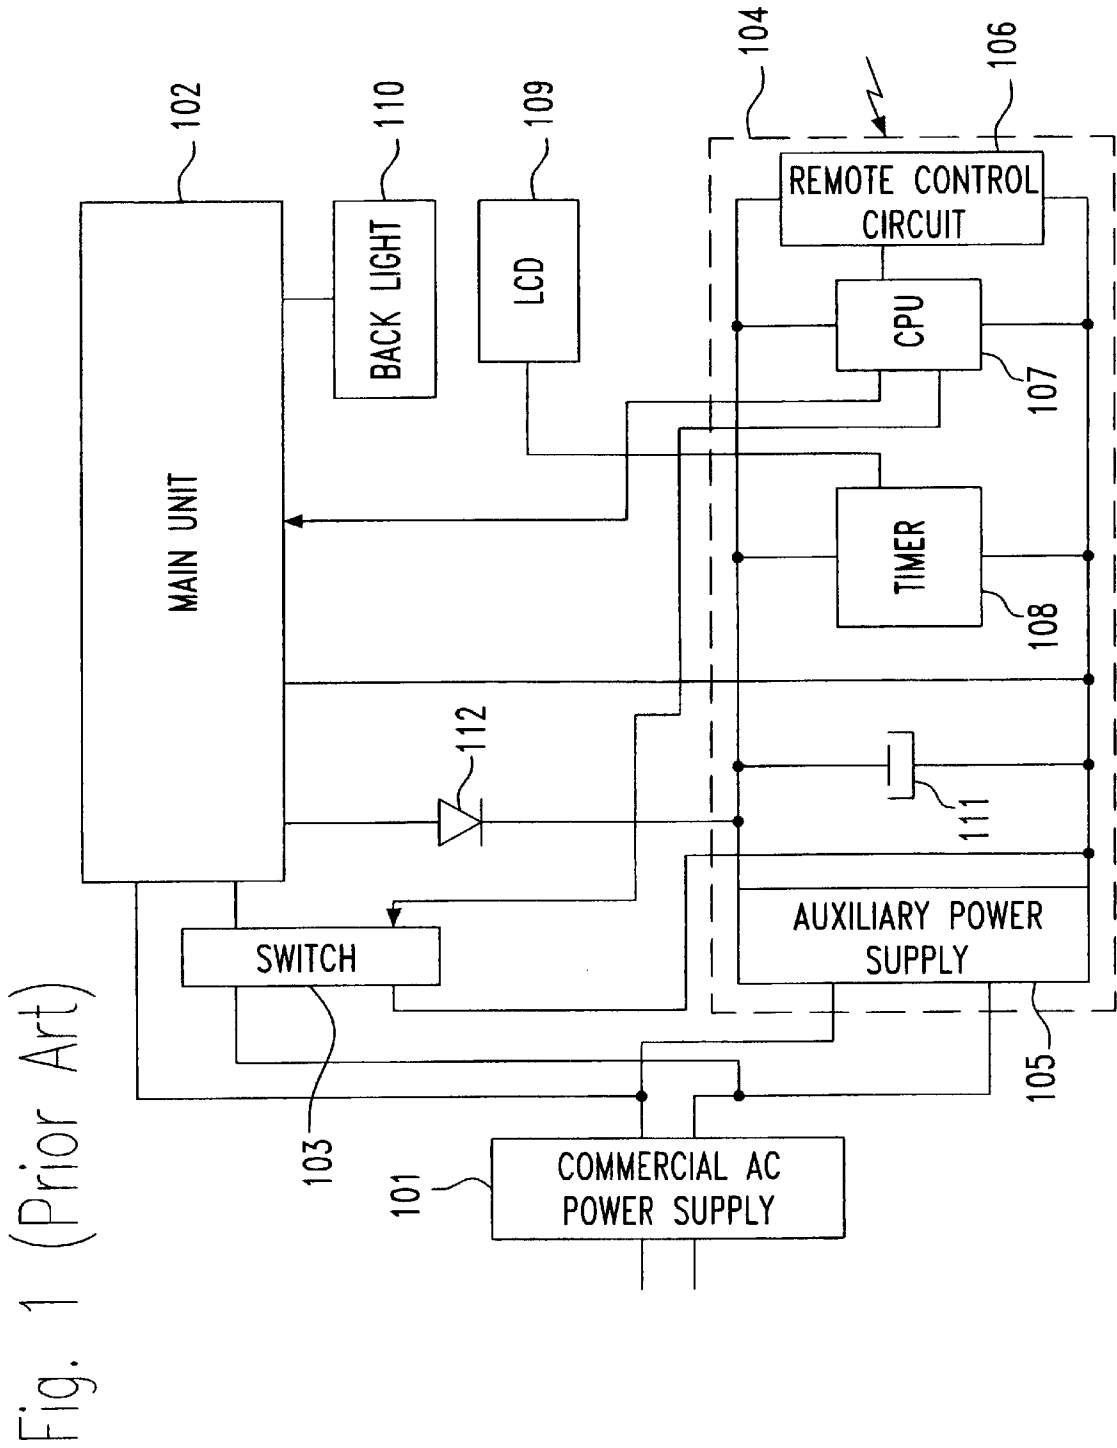 Fig. 1 (Prior Art)
102
MAIN UNIT
110
BACK LIGHT
109
LCD
104
106
REMOTE CONTROL
CIRCUIT
CPU
107
TIMER
108
111
112
SWITCH
103
AUXILIARY POWER
SUPPLY
105
101
COMMERCIAL AC
POWER SUPPLY